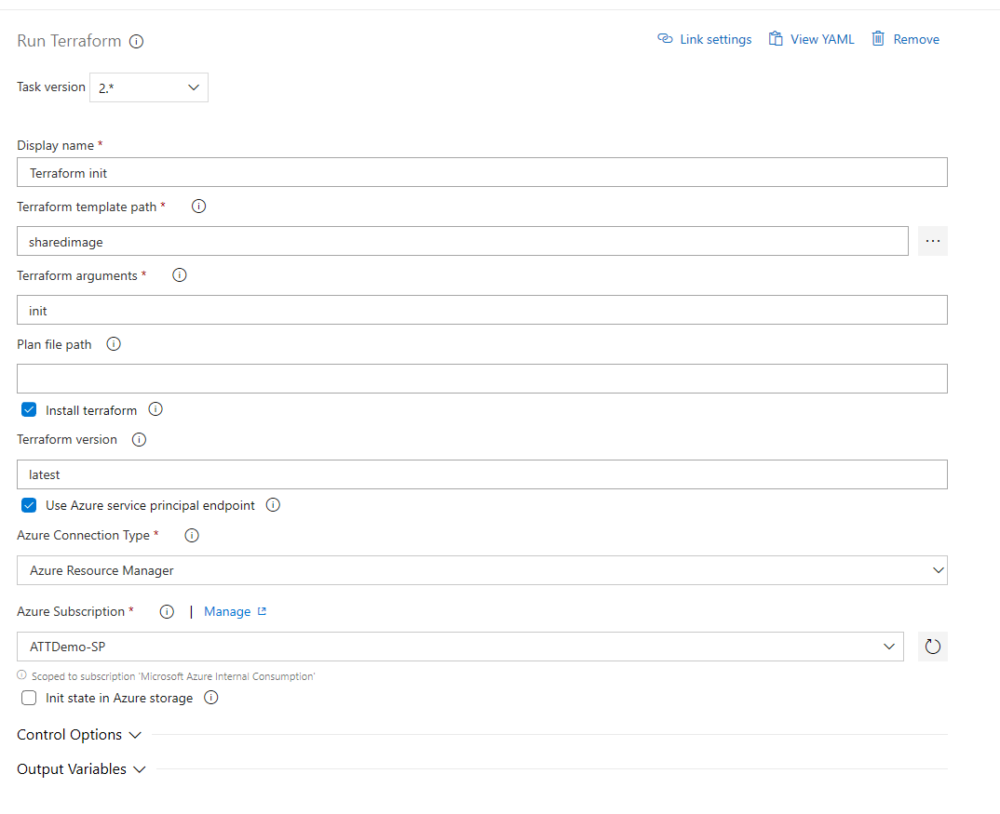 Run Terraform
Link settings View YAML Remove
Task version 2.*
Display name *
Terraform init
Terraform template path *
sharedimage
...
Terraform arguments *
init
Plan file path
Install terraform
Terraform version
latest
Use Azure service principal endpoint
Azure Connection Type *
Azure Resource Manager
Azure Subscription * | Manage
ATTDemo-SP
Scoped to subscription 'Microsoft Azure Internal Consumption'
Init state in Azure storage
Control Options
Output Variables